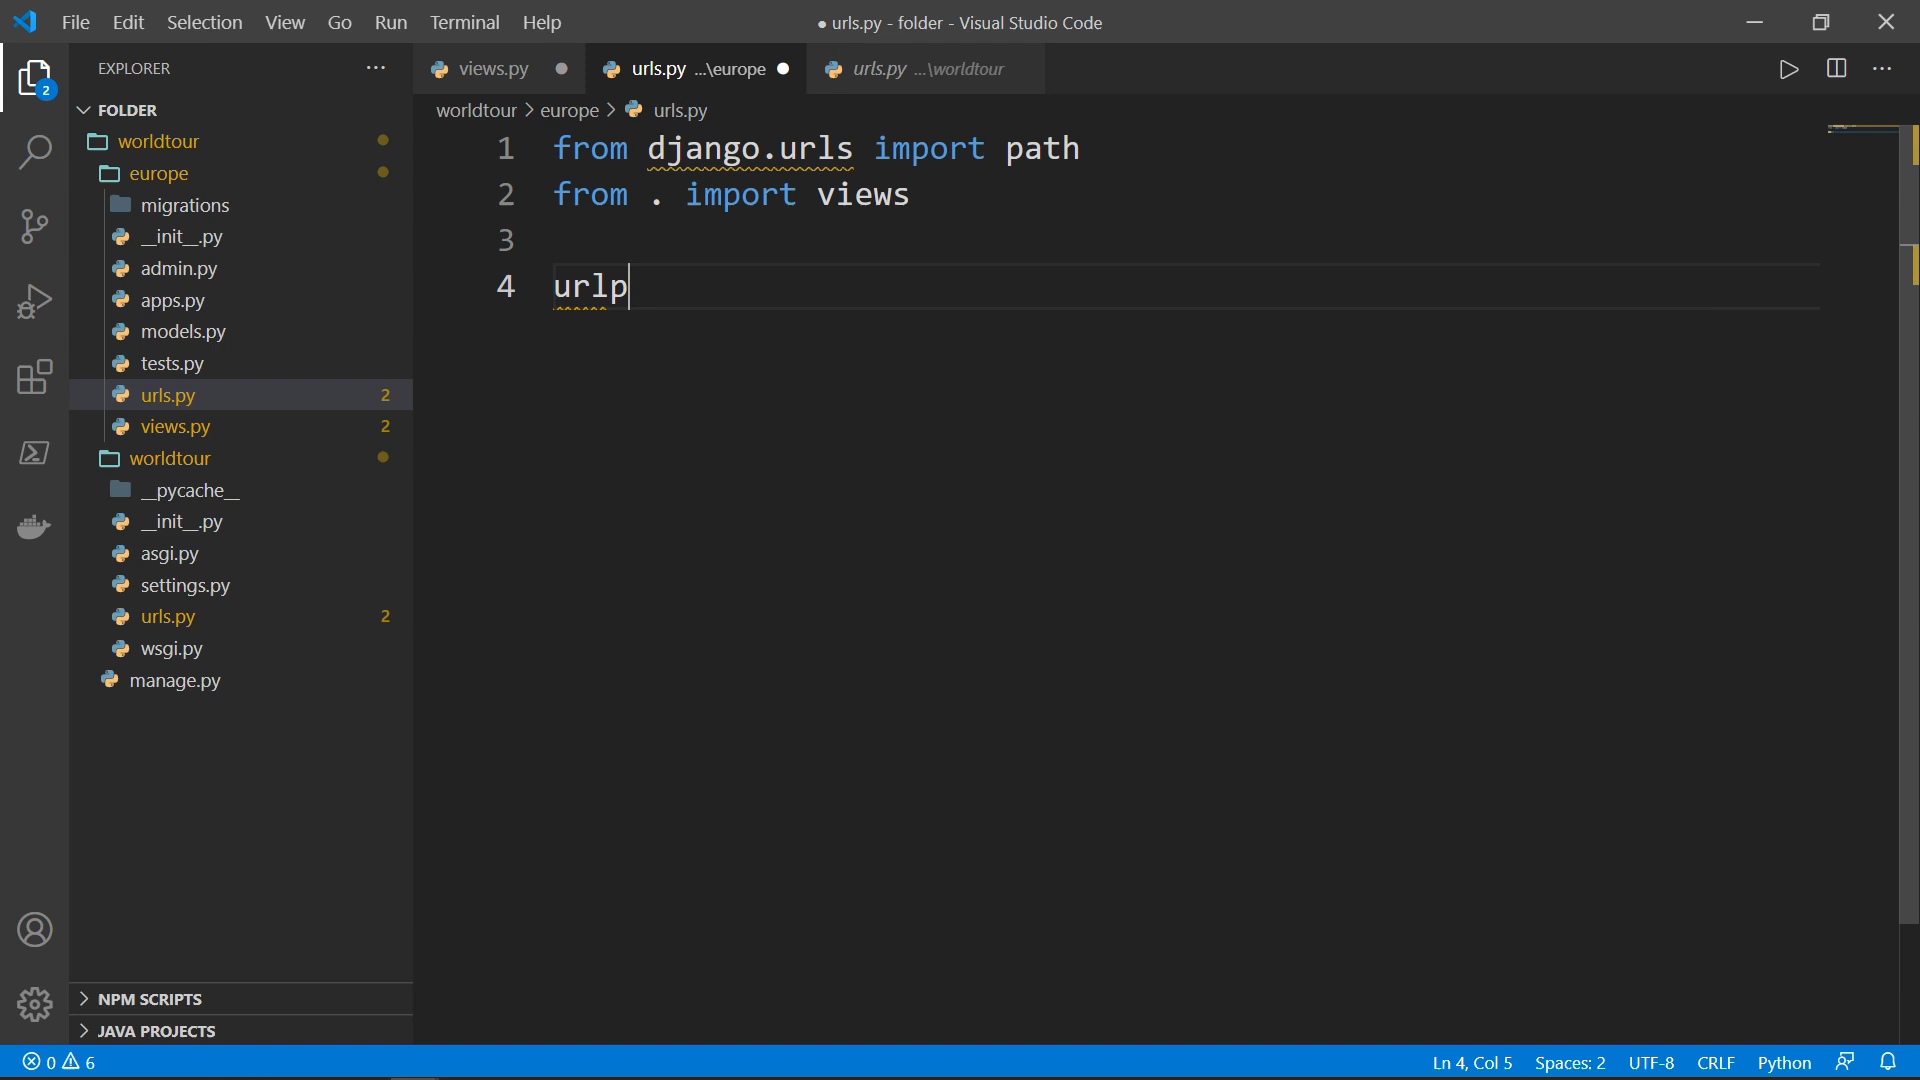 File Edit Selection View Go Run Terminal Help
● urls.py - folder - Visual Studio Code
2
EXPLORER
FOLDER
worldtour
europe
migrations
__init__.py
admin.py
apps.py
models.py
tests.py
urls.py 2
views.py 2
worldtour
__pycache__
__init__.py
asgi.py
settings.py
urls.py 2
wsgi.py
manage.py
NPM SCRIPTS
JAVA PROJECTS
views.py
urls.py ...\europe
urls.py ...\worldtour
worldtour > europe > urls.py
1 from django.urls import path
2 from . import views
3
4 urlp
0 6
Ln 4, Col 5 Spaces: 2 UTF-8 CRLF Python